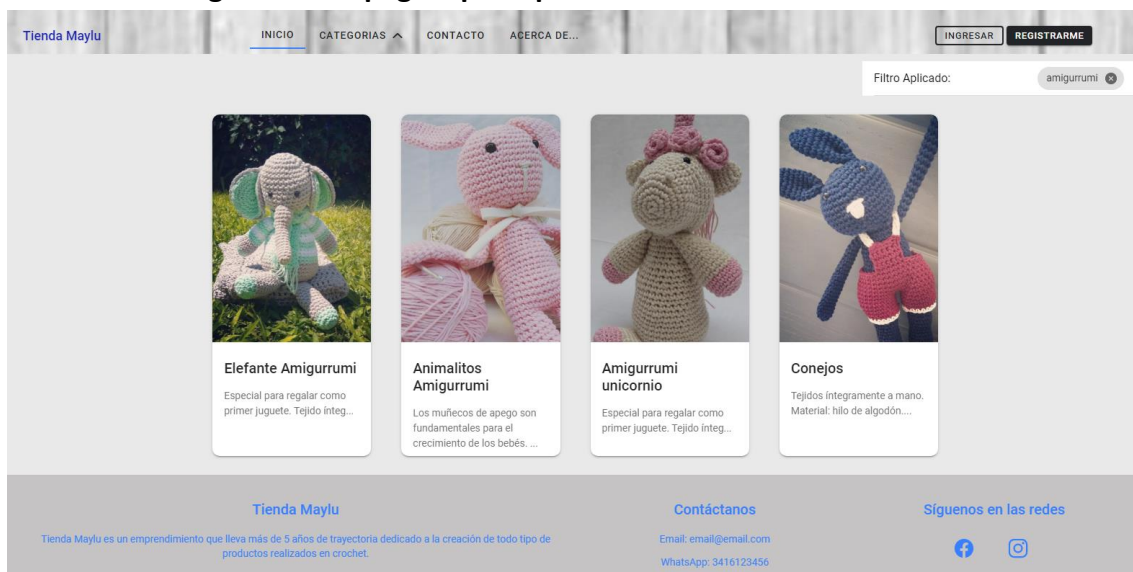 Tienda Maylu
INICIO
CATEGORIAS
CONTACTO
ACERCA DE...
INGRESAR
REGISTRARME
Filtro Aplicado:
amigurrumi
Elefante Amigurrumi
Especial para regalar como
primer juguete. Tejido ínteg...
Animalitos
Amigurrumi
Los muñecos de apego son
fundamentales para el
crecimiento de los bebés. ...
Amigurrumi
unicornio
Especial para regalar como
primer juguete. Tejido ínteg...
Conejos
Tejidos íntegramente a mano.
Material: hilo de algodón....
Tienda Maylu
Tienda Maylu es un emprendimiento que lleva más de 5 años de trayectoria dedicado a la creación de todo tipo de
productos realizados en crochet.
Contáctanos
Email: email@email.com
WhatsApp: 3416123456
Síguenos en las redes